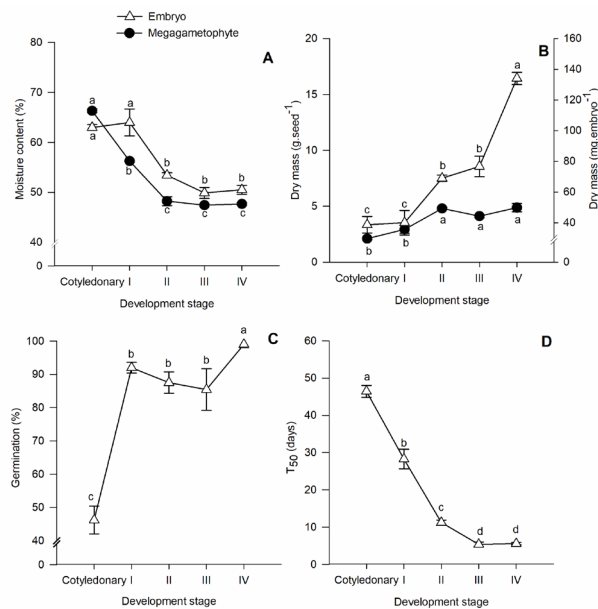 Embryo
Megagametophyte
A
Moisture content (%)
80
70
60
50
40
0
a
a
a
b
b
c
b
c
b
c
Cotyledonary I II III IV
Development stage
B
Dry mass (g.seed⁻¹)
20
15
10
5
0
Dry mass (mg.embryo⁻¹)
160
140
120
100
80
60
40
0
a
b
b
c
c
b
b
a
a
a
Cotyledonary I II III IV
Development stage
C
Germination (%)
100
90
80
70
60
50
40
0
c
b
b
b
a
Cotyledonary I II III IV
Development stage
D
T₅₀ (days)
60
50
40
30
20
10
0
a
b
c
d
d
Cotyledonary I II III IV
Development stage